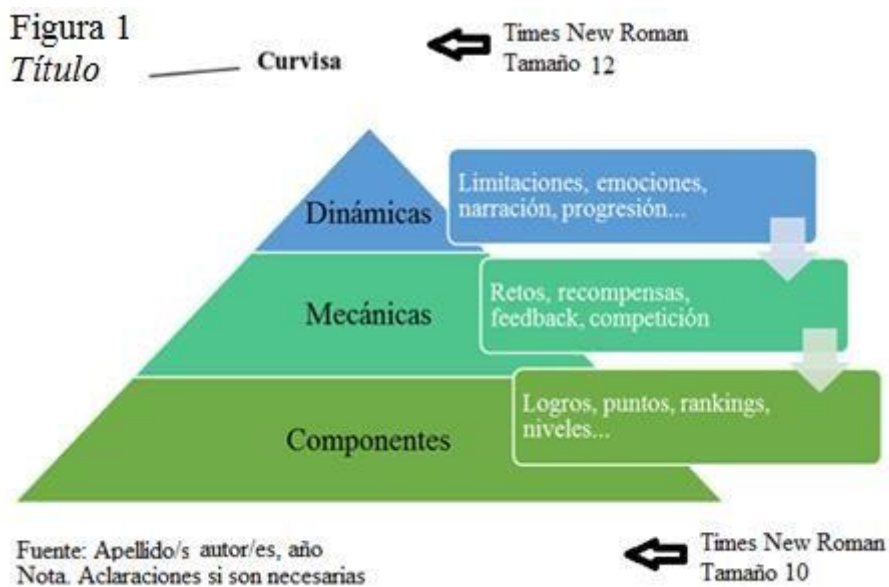 Figura 1
Título
Curvisa
Times New Roman
Tamaño 12
Dinámicas
Limitaciones, emociones,
narración, progresión...
Mecánicas
Retos, recompensas,
feedback, competición
Componentes
Logros, puntos, rankings,
niveles...
Fuente: Apellido/s autor/es, año
Nota. Aclaraciones si son necesarias
Times New Roman
Tamaño 10